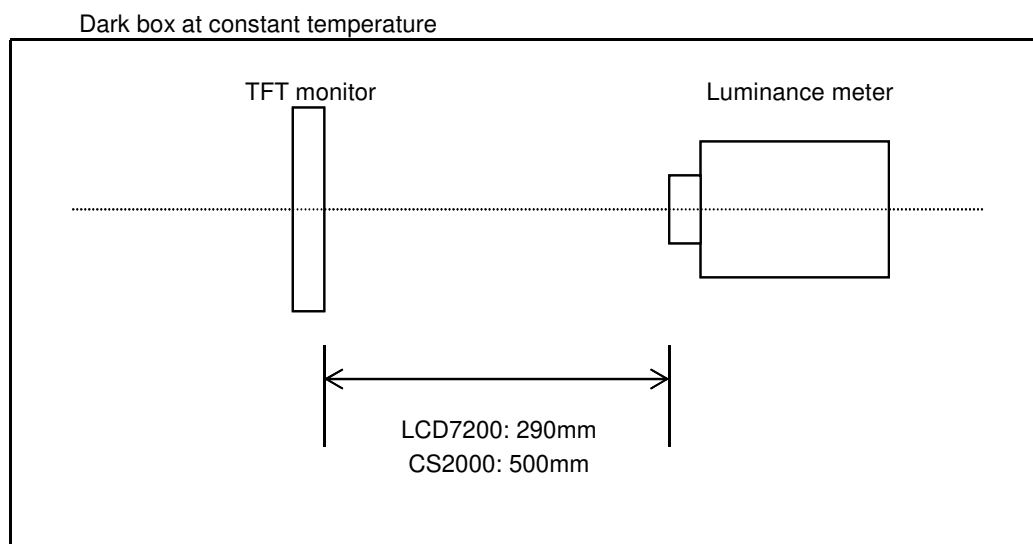 Dark box at constant temperature
TFT monitor
Luminance meter
LCD7200: 290mm
CS2000: 500mm